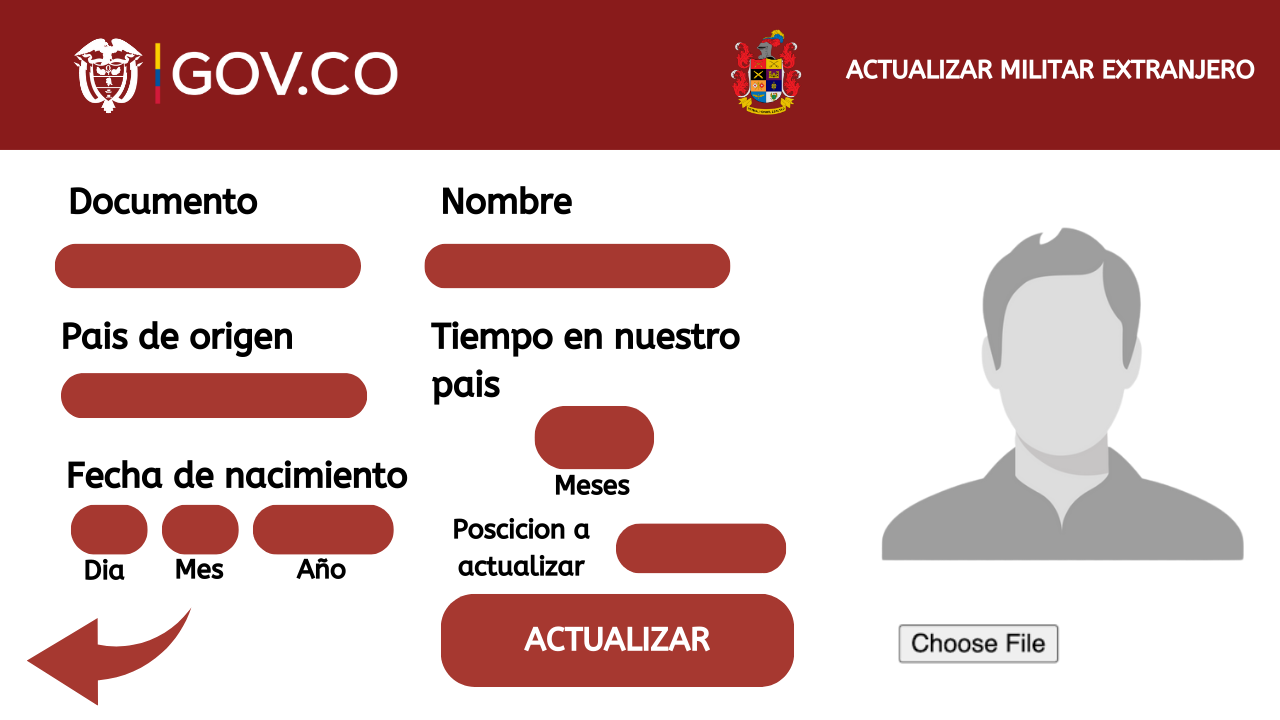 GOV.CO
ACTUALIZAR MILITAR EXTRANJERO
Documento
Nombre
Pais de origen
Tiempo en nuestro
pais
Meses
Fecha de nacimiento
Dia
Mes
Año
Poscicion a
actualizar
ACTUALIZAR
Choose File